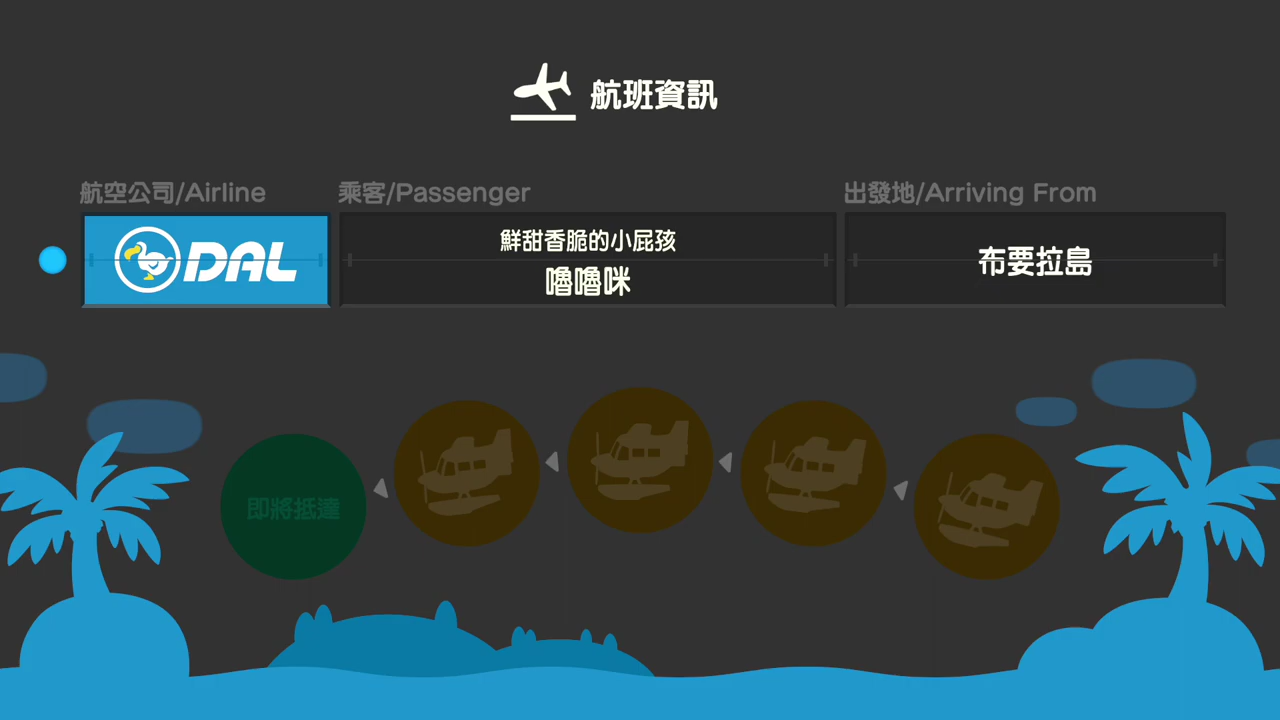 航班資訊
航空公司/Airline
乘客/Passenger
出發地/Arriving From
DAL
鮮甜香脆的小屁孩
嚕嚕咪
布要拉島
即將抵達